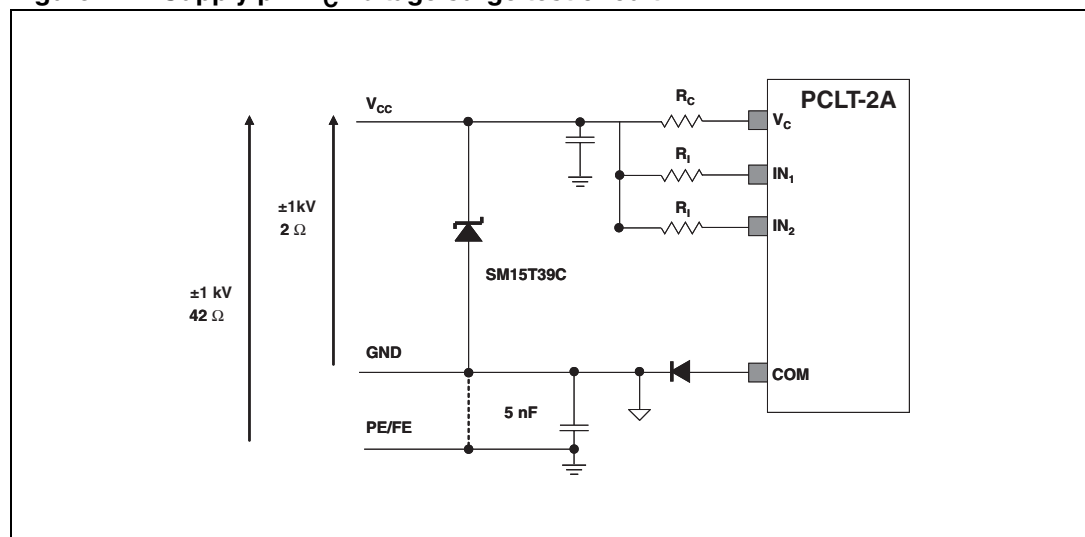 PCLT-2A
V_CC
R_C
V_C
R_I
IN_1
R_I
IN_2
±1kV
2 Ω
SM15T39C
±1 kV
42 Ω
GND
COM
5 nF
PE/FE